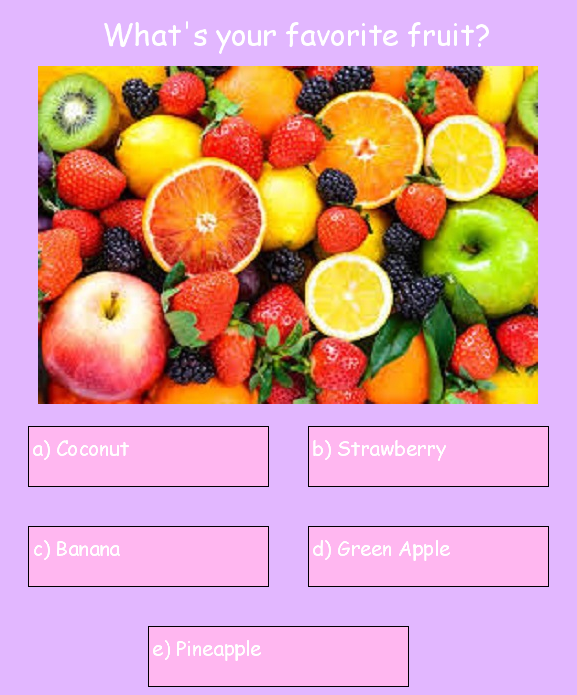 What's your favorite fruit?
a) Coconut
b) Strawberry
c) Banana
d) Green Apple
e) Pineapple